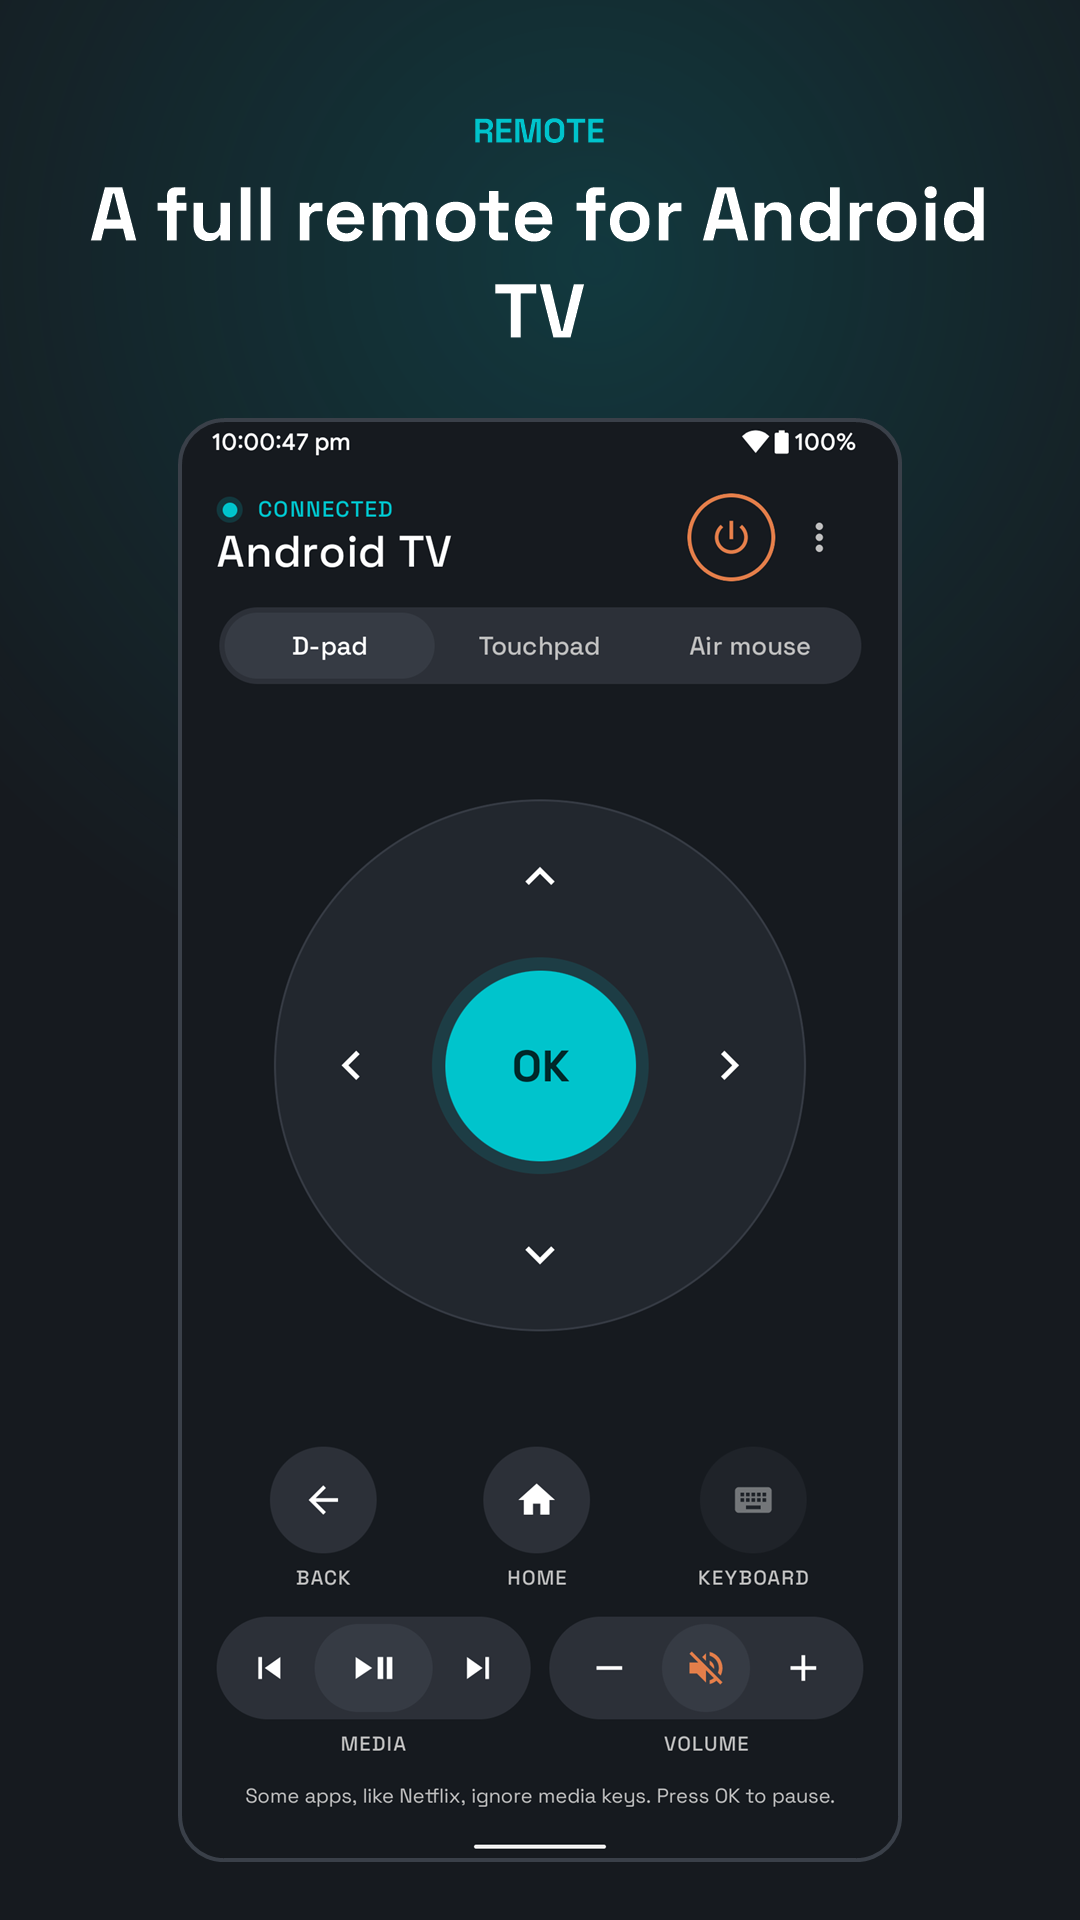 REMOTE
A full remote for Android
TV
10:00:47 pm
100%
CONNECTED
Android TV
D-pad
Touchpad
Air mouse
OK
BACK
HOME
KEYBOARD
MEDIA
VOLUME
Some apps, like Netflix, ignore media keys. Press OK to pause.